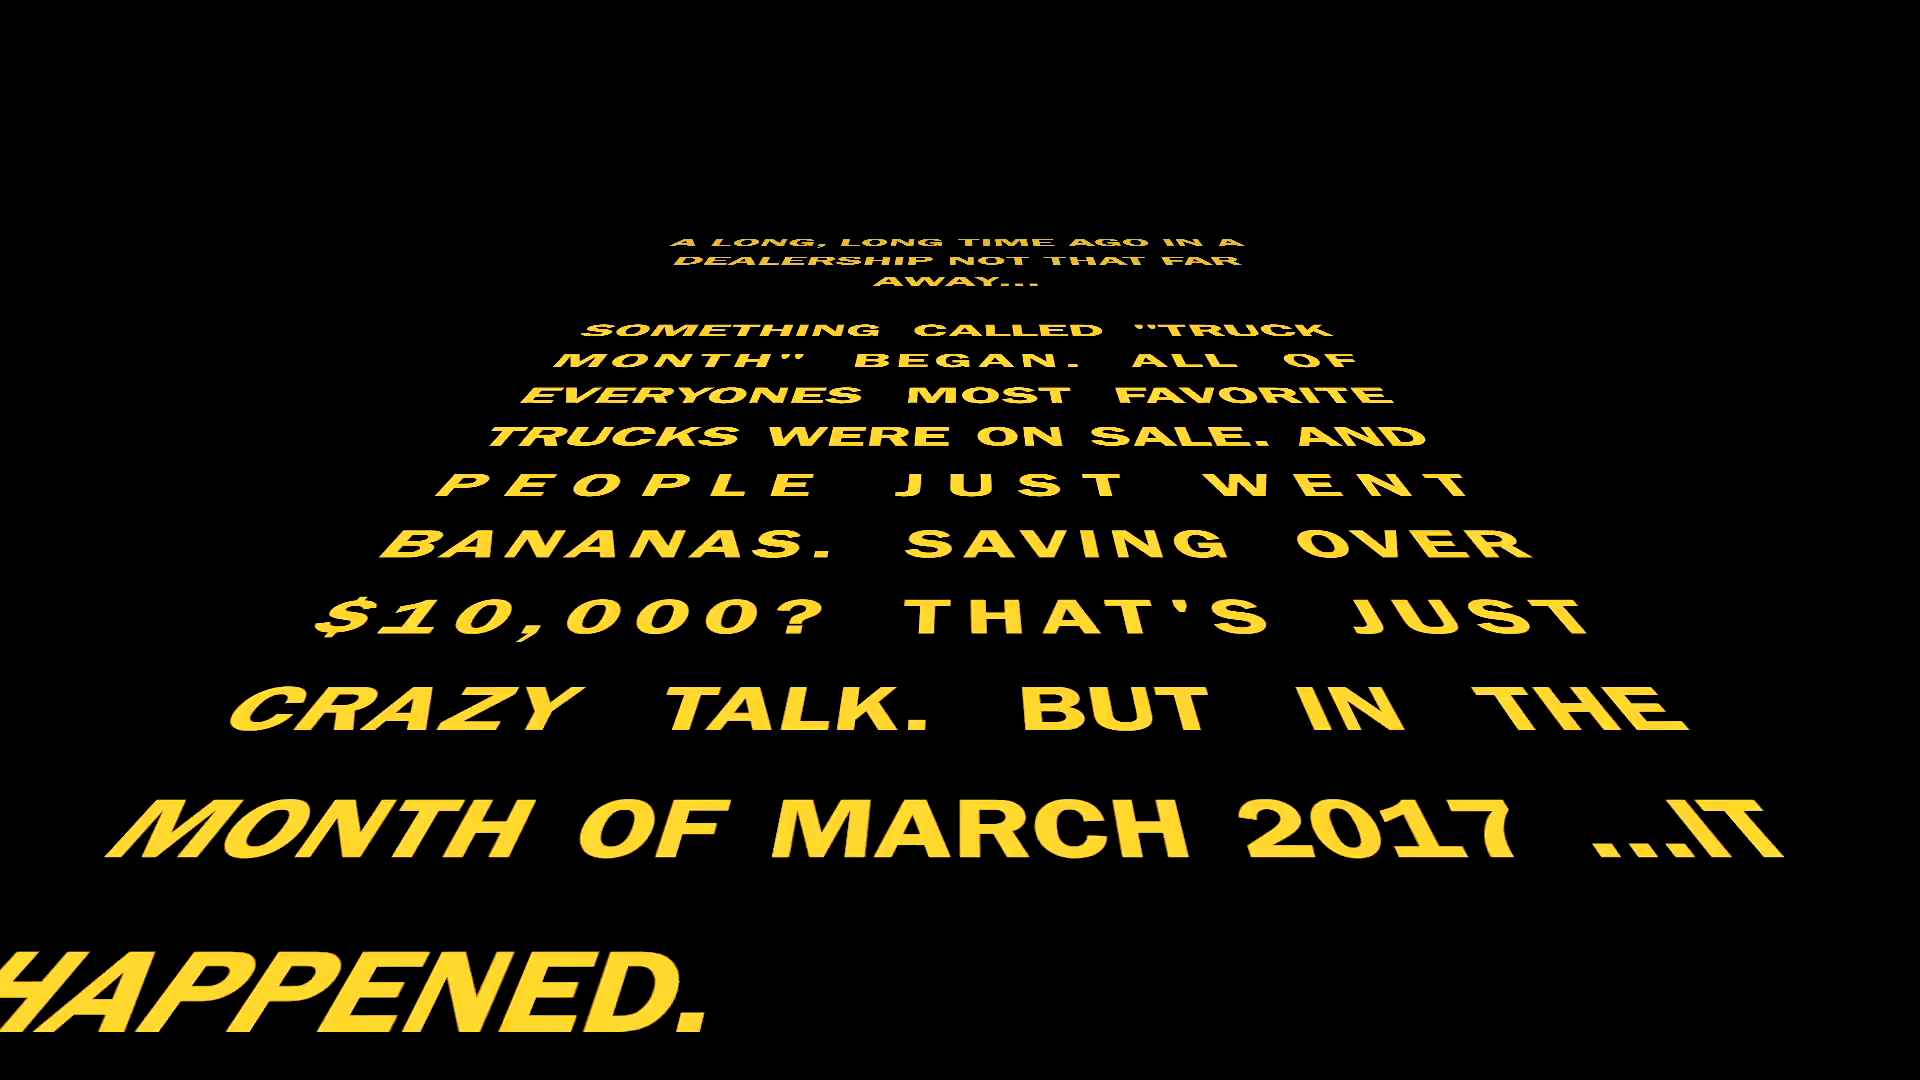 A LONG, LONG TIME AGO IN A
DEALERSHIP NOT THAT FAR
AWAY...
SOMETHING CALLED "TRUCK
MONTH" BEGAN. ALL OF
EVERYONES MOST FAVORITE
TRUCKS WERE ON SALE. AND
PEOPLE JUST WENT
BANANAS. SAVING OVER
$10,000? THAT'S JUST
CRAZY TALK. BUT IN THE
MONTH OF MARCH 2017 ...IT
HAPPENED.